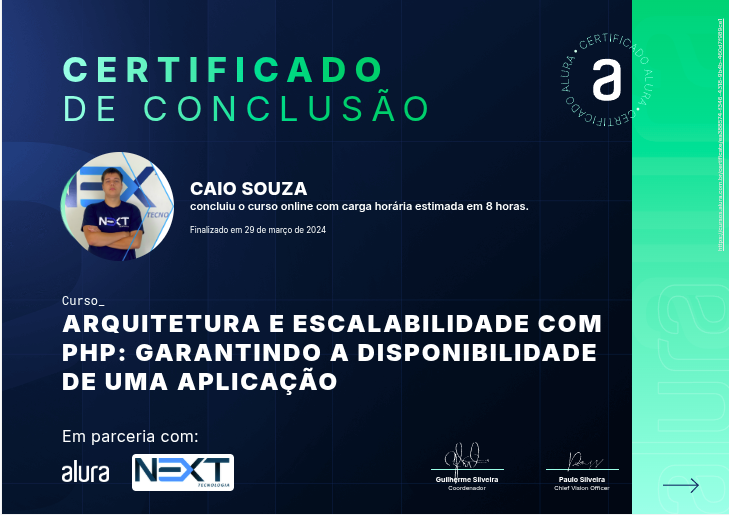 CERTIFICADO
DE CONCLUSÃO
CERTIFICADO ALURA • CERTIFICADO ALURA •
a
CAIO SOUZA
concluiu o curso online com carga horária estimada em 8 horas.
Finalizado em 29 de março de 2024
NEXT
TECNO
Curso_
ARQUITETURA E ESCALABILIDADE COM
PHP: GARANTINDO A DISPONIBILIDADE
DE UMA APLICAÇÃO
Em parceria com:
alura
NEXT
TECNOLOGIA
Guilherme Silveira
Coordenador
Paulo Silveira
Chief Vision Officer
alura